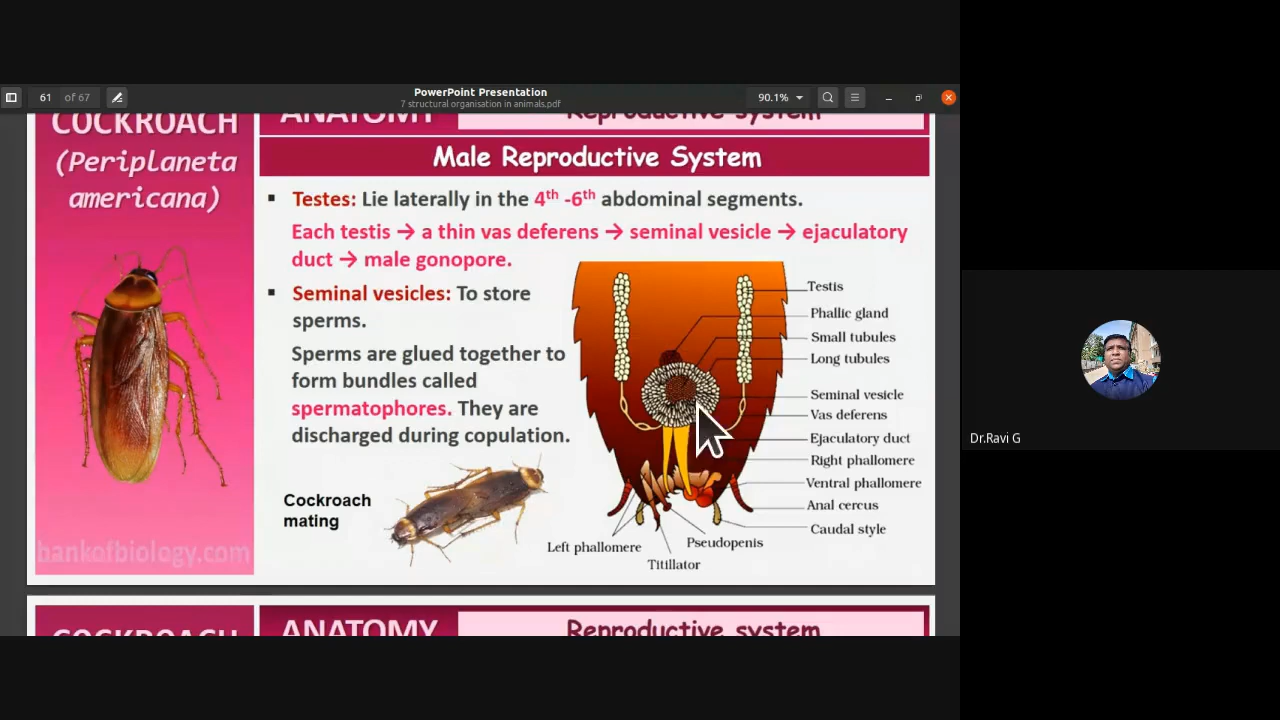 PowerPoint Presentation
61 of 67
7 structural organisation in animals.pdf
90.1%
COCKROACH
(Periplaneta
americana)
ANATOMY
Reproductive system
Male Reproductive System
▪ Testes: Lie laterally in the 4th -6th abdominal segments.
Each testis → a thin vas deferens → seminal vesicle → ejaculatory
duct → male gonopore.
▪ Seminal vesicles: To store
sperms.
Sperms are glued together to
form bundles called
spermatophores. They are
discharged during copulation.
Cockroach
mating
Testis
Phallic gland
Small tubules
Long tubules
Seminal vesicle
Vas deferens
Ejaculatory duct
Right phallomere
Ventral phallomere
Anal cercus
Caudal style
Pseudopenis
Left phallomere
Titillator
bankofbiology.com
COCKROACH
ANATOMY
Reproductive system
Dr.Ravi G